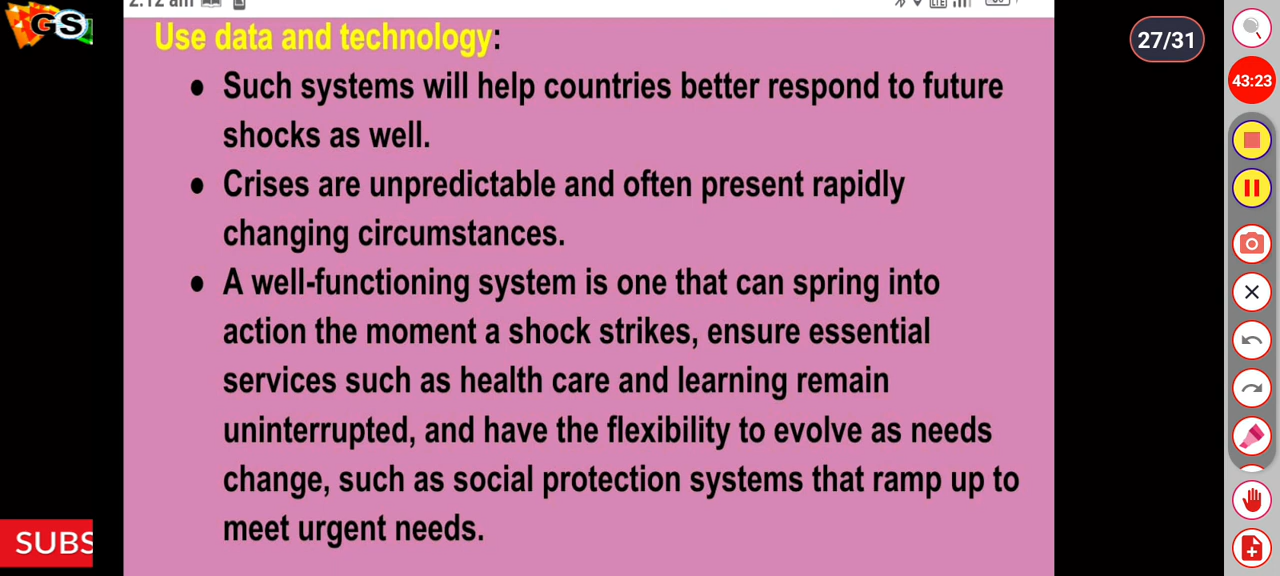 GS
2:12 am
LTE
27/31
43:23
Use data and technology:
● Such systems will help countries better respond to future
shocks as well.
● Crises are unpredictable and often present rapidly
changing circumstances.
● A well-functioning system is one that can spring into
action the moment a shock strikes, ensure essential
services such as health care and learning remain
uninterrupted, and have the flexibility to evolve as needs
change, such as social protection systems that ramp up to
meet urgent needs.
SUBS